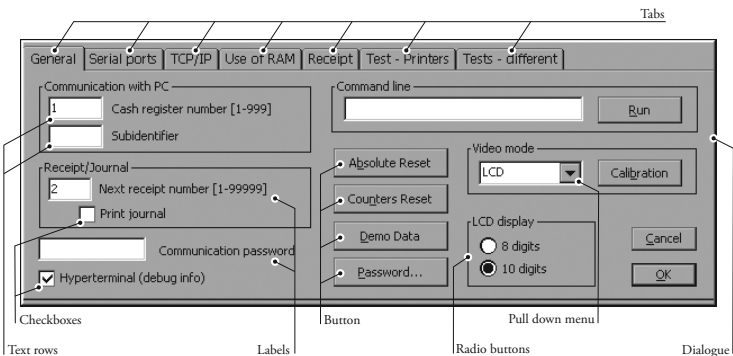 Tabs
General Serial ports TCP/IP Use of RAM Receipt Test - Printers Tests - different
Communication with PC
1 Cash register number [1-999]
Subidentifier
Command line
Run
Receipt/Journal
2 Next receipt number [1-99999]
Print journal
Absolute Reset
Counters Reset
Demo Data
Password...
Video mode
LCD
Calibration
LCD display
8 digits
10 digits
Cancel
OK
Communication password
Hyperterminal (debug info)
Checkboxes
Button
Pull down menu
Text rows
Labels
Radio buttons
Dialogue